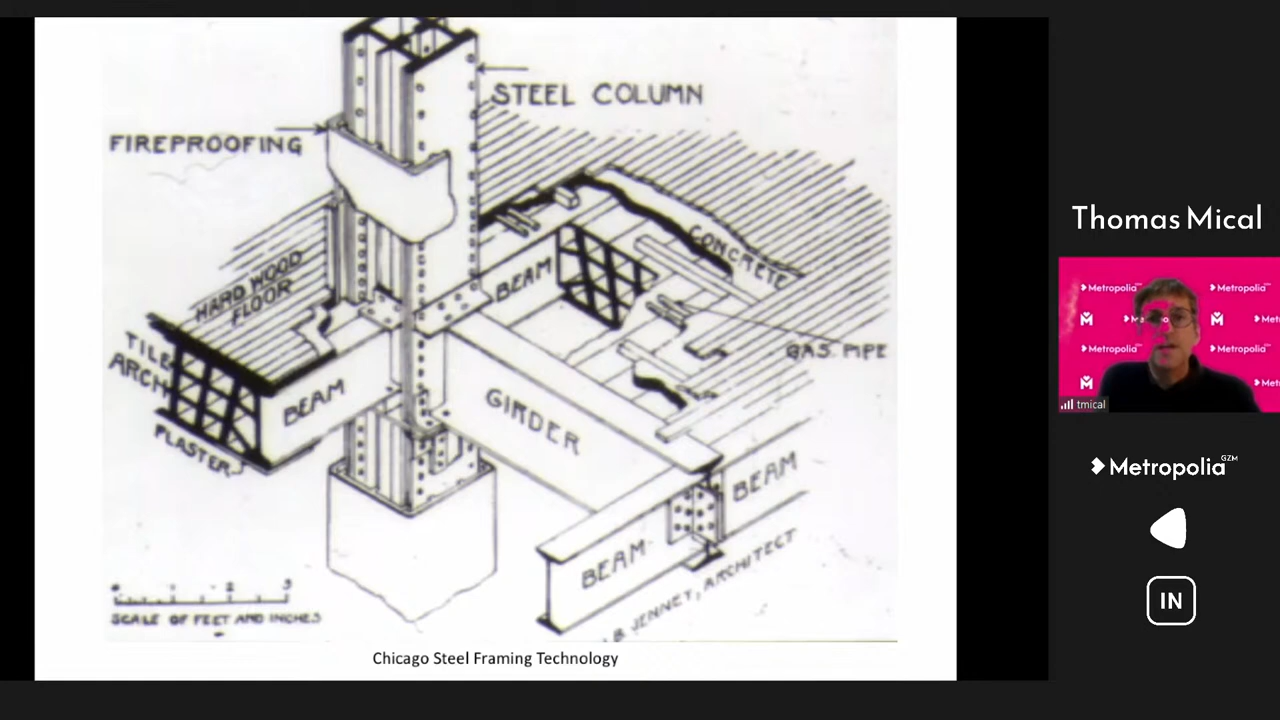 STEEL COLUMN
FIREPROOFING
HARD WOOD
FLOOR
CONCRETE
BEAM
GAS PIPE
TILE
ARCH
BEAM
GIRDER
PLASTER
BEAM
BEAM
B. JENNEY, ARCHITECT
SCALE OF FEET AND INCHES
Chicago Steel Framing Technology
Thomas Mical
Metropolia
Metropolia
Metropolia
Metropolia
tmical
Metropolia GZM
IN